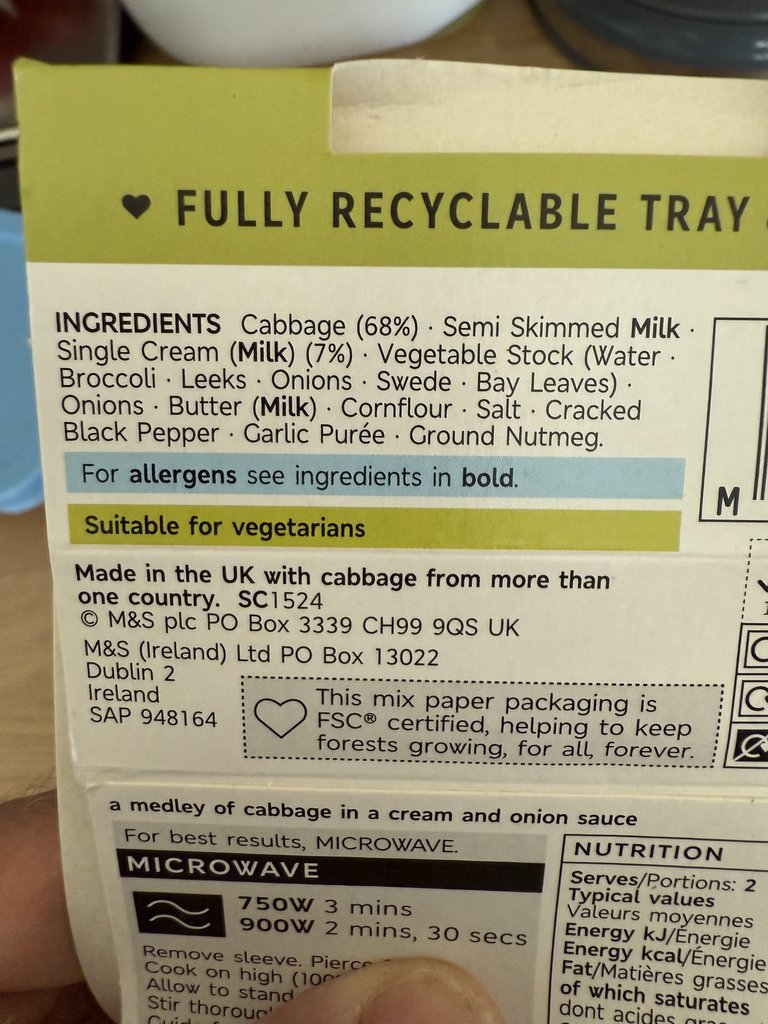 ♥ FULLY RECYCLABLE TRAY
INGREDIENTS Cabbage (68%) · Semi Skimmed Milk ·
Single Cream (Milk) (7%) · Vegetable Stock (Water ·
Broccoli · Leeks · Onions · Swede · Bay Leaves) ·
Onions · Butter (Milk) · Cornflour · Salt · Cracked
Black Pepper · Garlic Purée · Ground Nutmeg.
For allergens see ingredients in bold.
Suitable for vegetarians
M
Made in the UK with cabbage from more than
one country. SC1524
© M&S plc PO Box 3339 CH99 9QS UK
M&S (Ireland) Ltd PO Box 13022
Dublin 2
Ireland
SAP 948164
This mix paper packaging is
FSC® certified, helping to keep
forests growing, for all, forever.
a medley of cabbage in a cream and onion sauce
For best results, MICROWAVE.
MICROWAVE
750W 3 mins
900W 2 mins, 30 secs
Remove sleeve. Pierce
Cook on high (100
Allow to stand
Stir
NUTRITION
Serves/Portions: 2
Typical values
Valeurs moyennes
Energy kJ/Énergie
Energy kcal/Énergie
Fat/Matières grasses
of which saturates
dont acides